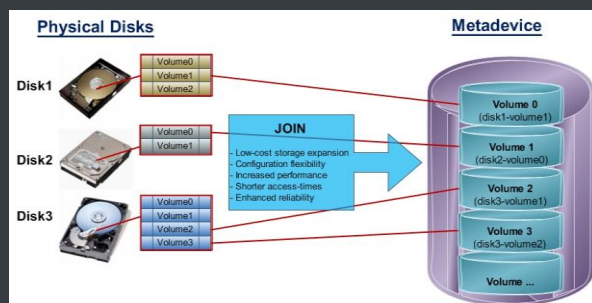 Physical Disks
Metadevice
Disk1
Volume0
Volume1
Volume2
Disk2
Volume0
Volume1
Disk3
Volume0
Volume1
Volume2
Volume3
JOIN
- Low-cost storage expansion
- Configuration flexibility
- Increased performance
- Shorter access-times
- Enhanced reliability
Volume 0
(disk1-volume1)
Volume 1
(disk2-volume0)
Volume 2
(disk3-volume1)
Volume 3
(disk3-volume2)
Volume ...